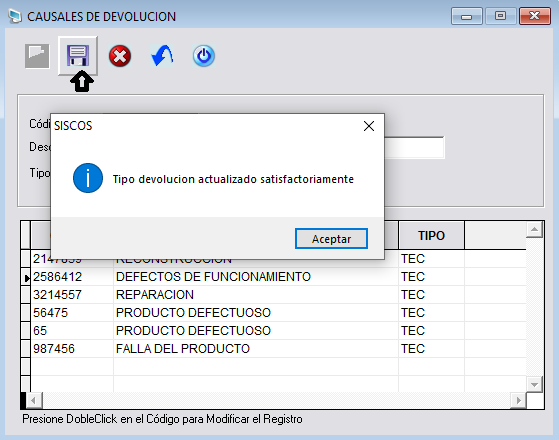 CAUSALES DE DEVOLUCION
SISCOS
Códi
Desc
Tipo
Tipo devolucion actualizado satisfactoriamente
Aceptar
TIPO
2147859 RECONSTRUCCION TEC
2586412 DEFECTOS DE FUNCIONAMIENTO TEC
3214557 REPARACION TEC
56475 PRODUCTO DEFECTUOSO TEC
65 PRODUCTO DEFECTUOSO TEC
987456 FALLA DEL PRODUCTO TEC
Presione DobleClick en el Código para Modificar el Registro